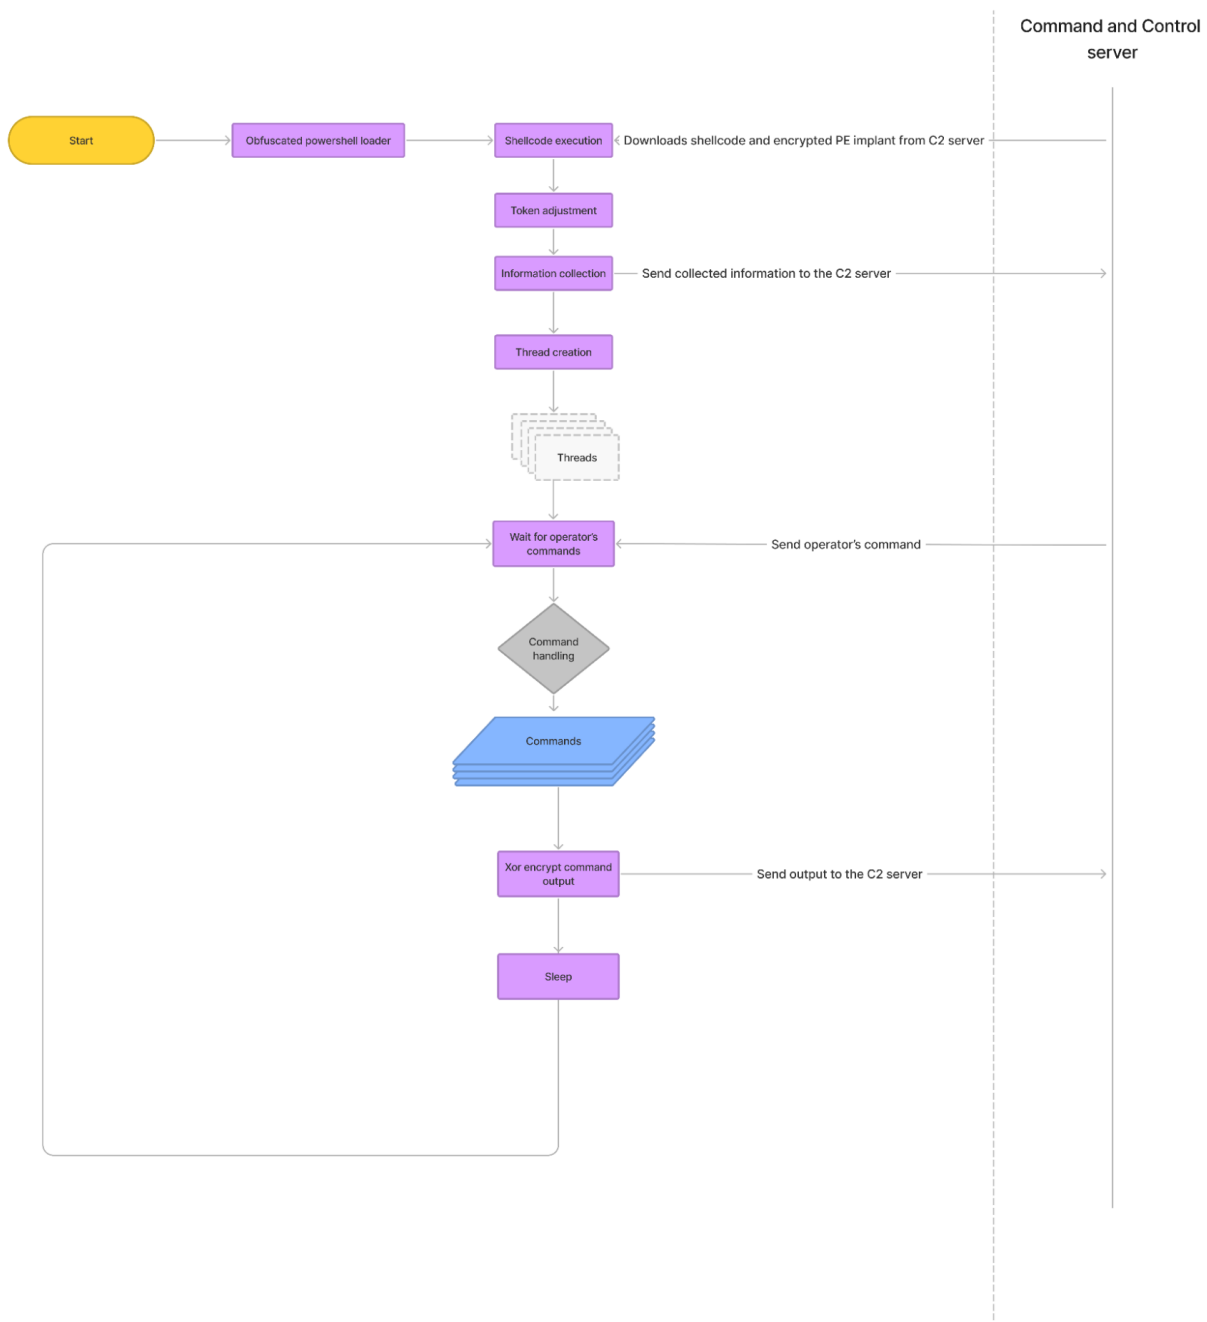 Command and Control
server
Start
Obfuscated powershell loader
Shellcode execution
Downloads shellcode and encrypted PE implant from C2 server
Token adjustment
Information collection
Send collected information to the C2 server
Thread creation
Threads
Wait for operator's
commands
Send operator's command
Command
handling
Commands
Xor encrypt command
output
Send output to the C2 server
Sleep